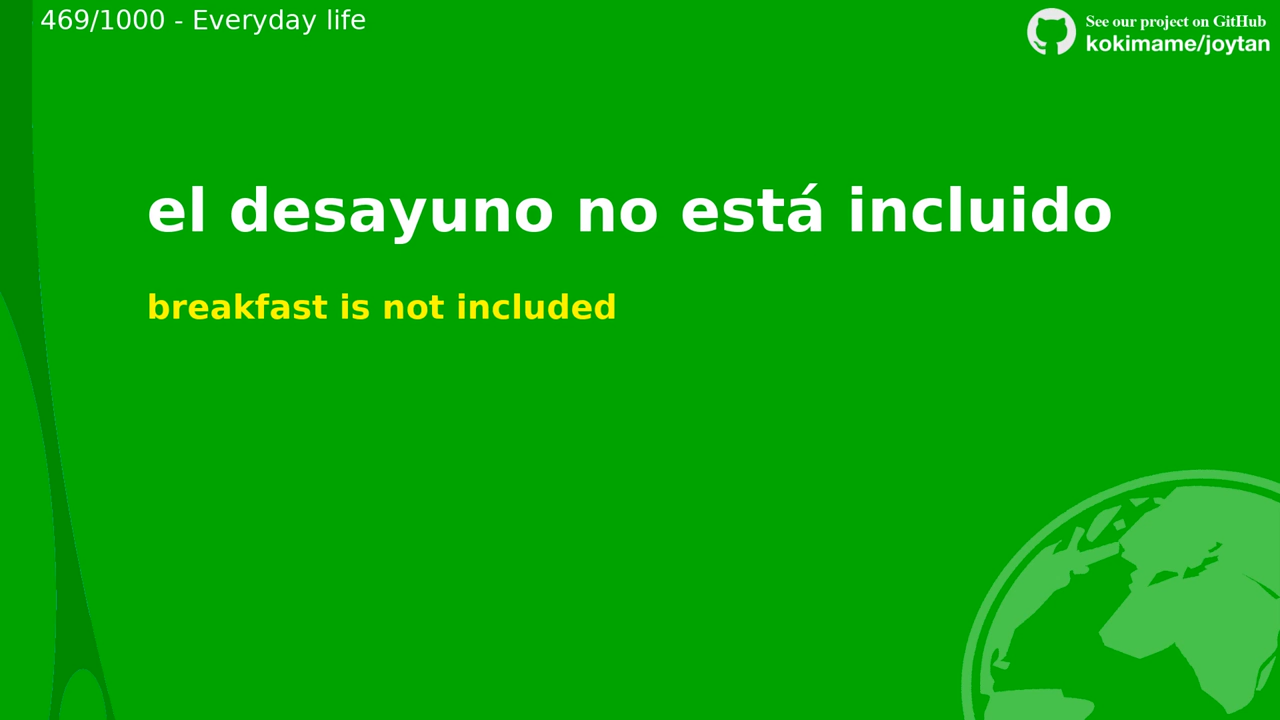 469/1000 - Everyday life
See our project on GitHub
kokimame/joytan
el desayuno no está incluido
breakfast is not included